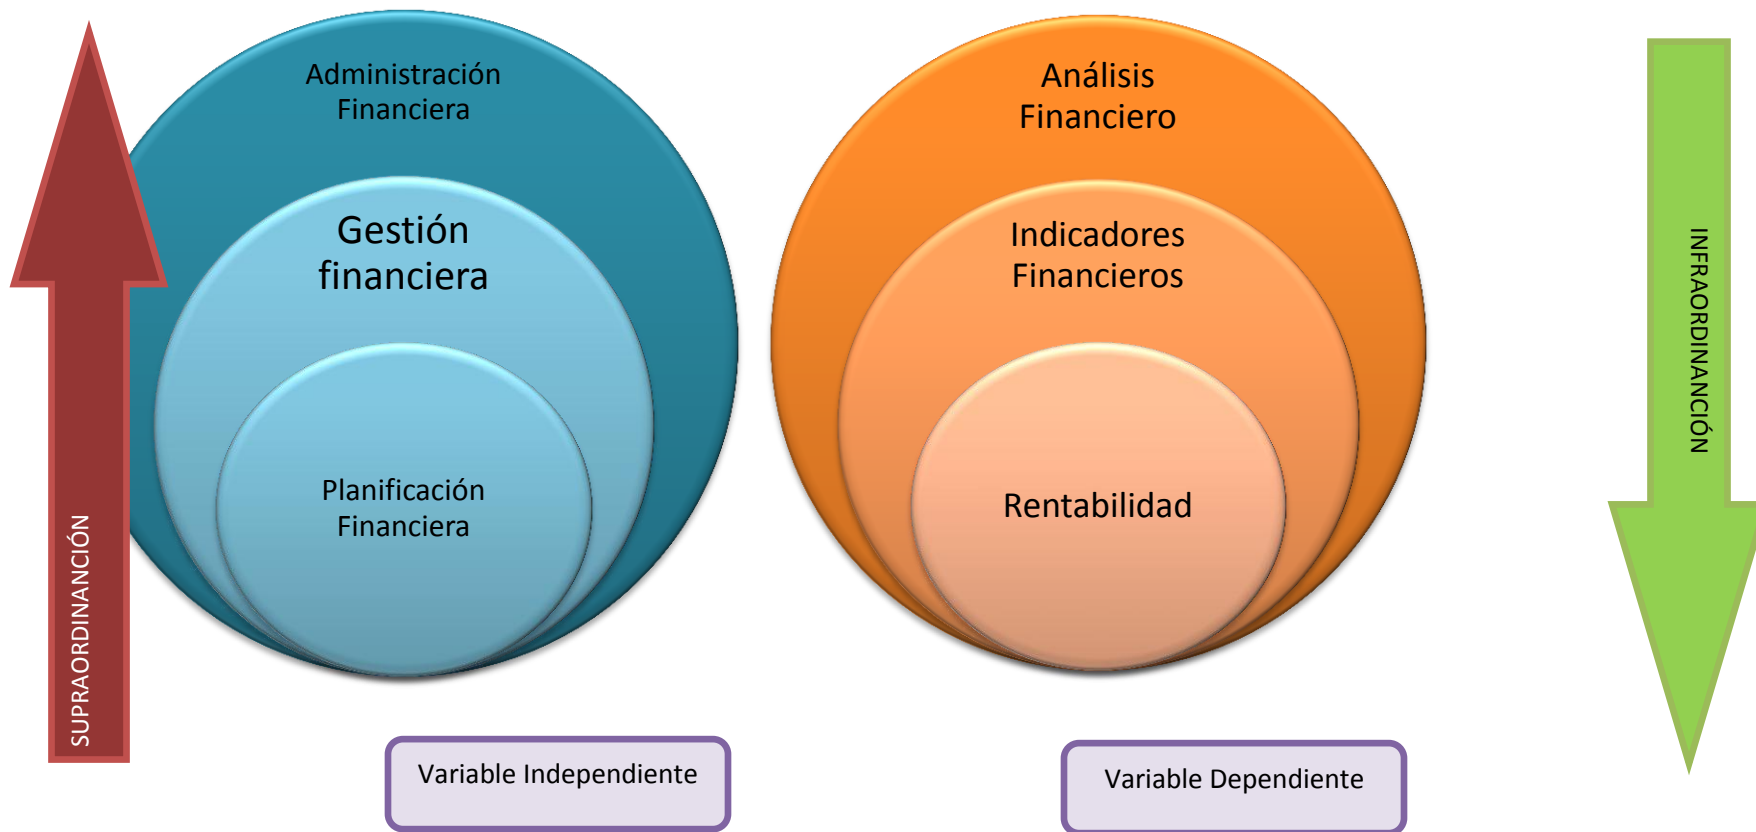 Administración
Financiera
Gestión
financiera
Planificación
Financiera
Análisis
Financiero
Indicadores
Financieros
Rentabilidad
SUPRAORDINANCIÓN
INFRAORDINANCIÓN
Variable Independiente
Variable Dependiente